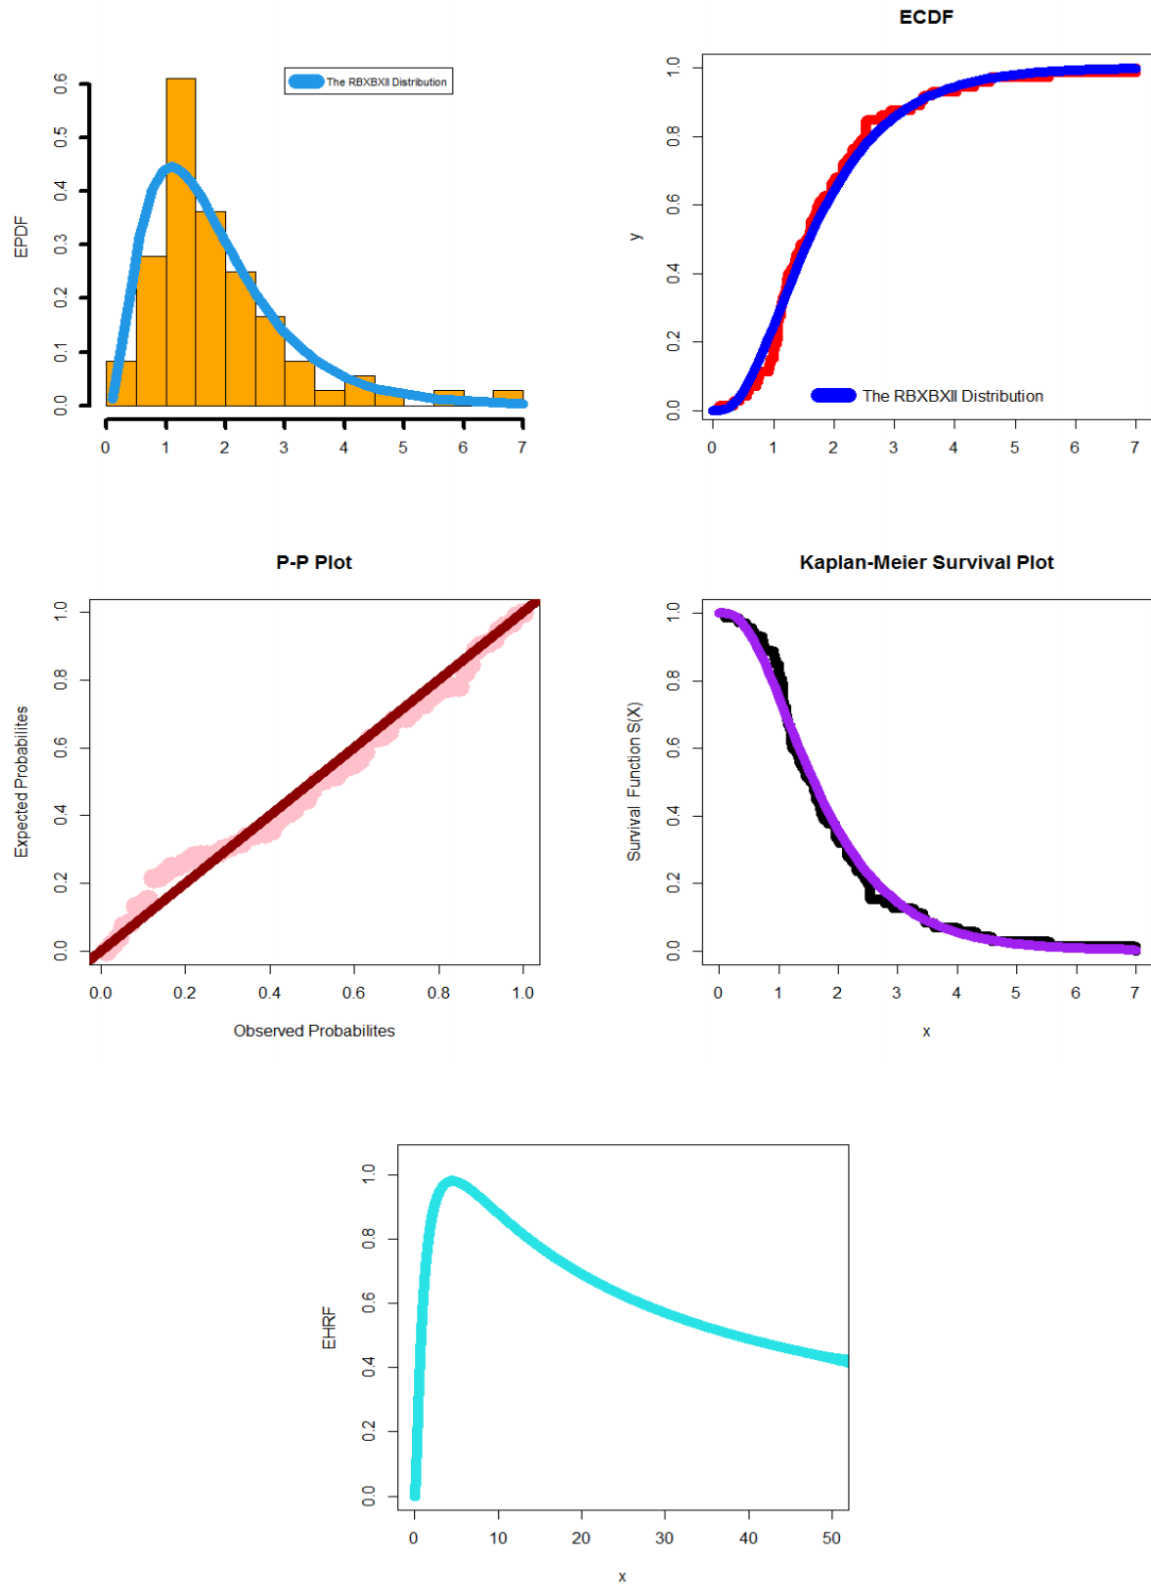 ECDF
The RBXBXII Distribution
EPDF
0.0 0.1 0.2 0.3 0.4 0.5 0.6
0 1 2 3 4 5 6 7
y
0.0 0.2 0.4 0.6 0.8 1.0
The RBXBXII Distribution
0 1 2 3 4 5 6 7
P-P Plot
Expected Probabilites
0.0 0.2 0.4 0.6 0.8 1.0
0.0 0.2 0.4 0.6 0.8 1.0
Observed Probabilites
Kaplan-Meier Survival Plot
Survival Function S(X)
0.0 0.2 0.4 0.6 0.8 1.0
0 1 2 3 4 5 6 7
x
EHRF
0.0 0.2 0.4 0.6 0.8 1.0
0 10 20 30 40 50
x